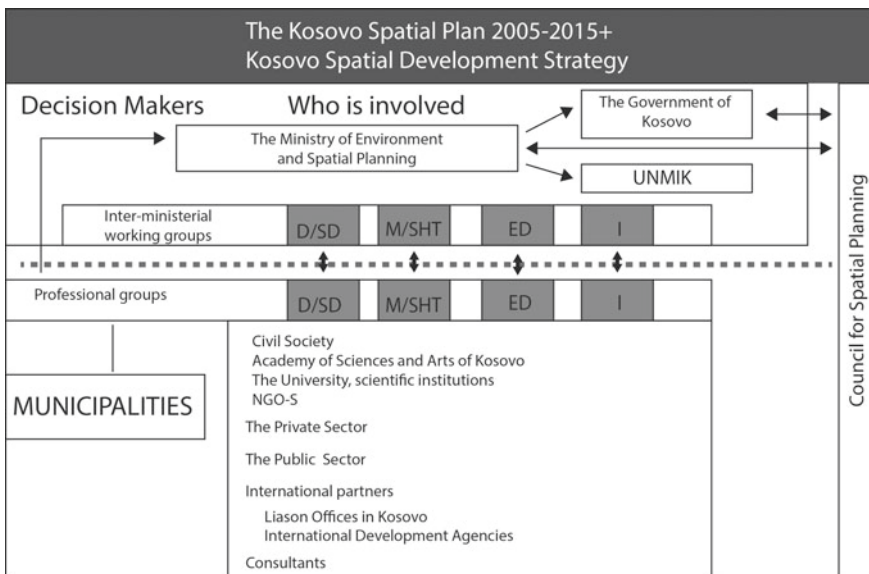 The Kosovo Spatial Plan 2005-2015+
Kosovo Spatial Development Strategy
Decision Makers
Who is involved
The Government of
Kosovo
The Ministry of Environment
and Spatial Planning
UNMIK
Inter-ministerial
working groups
D/SD
M/SHT
ED
I
Professional groups
D/SD
M/SHT
ED
I
MUNICIPALITIES
Civil Society
Academy of Sciences and Arts of Kosovo
The University, scientific institutions
NGO-S
The Private Sector
The Public Sector
International partners
Liason Offices in Kosovo
International Development Agencies
Consultants
Council for Spatial Planning